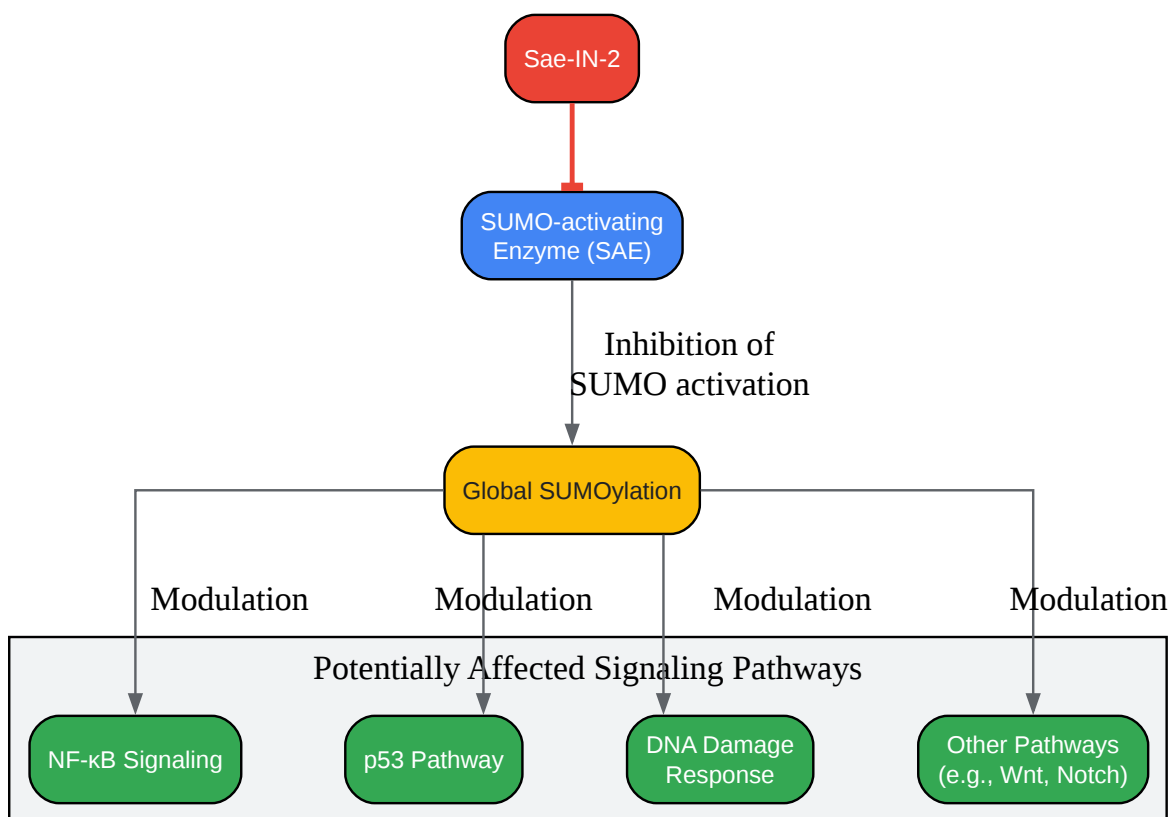 Sae-IN-2
SUMO-activating
Enzyme (SAE)
Inhibition of
SUMO activation
Global SUMOylation
Modulation
Modulation
Modulation
Modulation
Potentially Affected Signaling Pathways
NF-κB Signaling
p53 Pathway
DNA Damage
Response
Other Pathways
(e.g., Wnt, Notch)